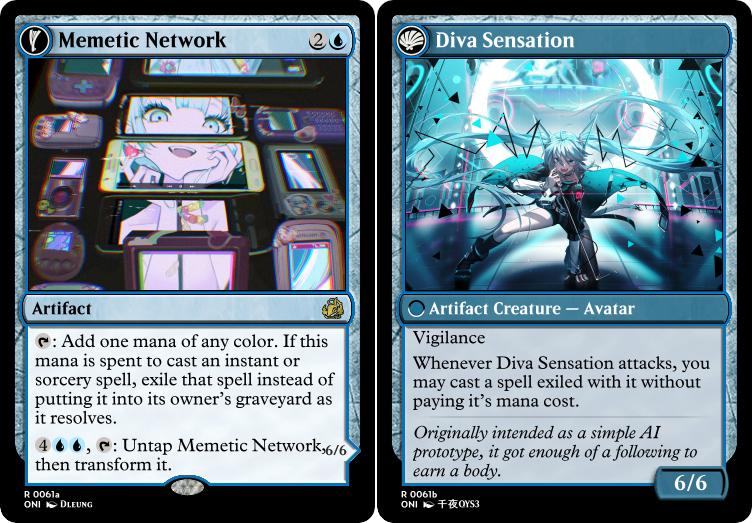 Memetic Network 2
Artifact
: Add one mana of any color. If this
mana is spent to cast an instant or
sorcery spell, exile that spell instead of
putting it into its owner's graveyard as
it resolves.
4, : Untap Memetic Network,
then transform it.
6/6
R 0061a
ONI DLEUNG
Diva Sensation
Artifact Creature — Avatar
Vigilance
Whenever Diva Sensation attacks, you
may cast a spell exiled with it without
paying it's mana cost.
Originally intended as a simple AI
prototype, it got enough of a following to
earn a body.
6/6
R 0061b
ONI 千夜OYS3